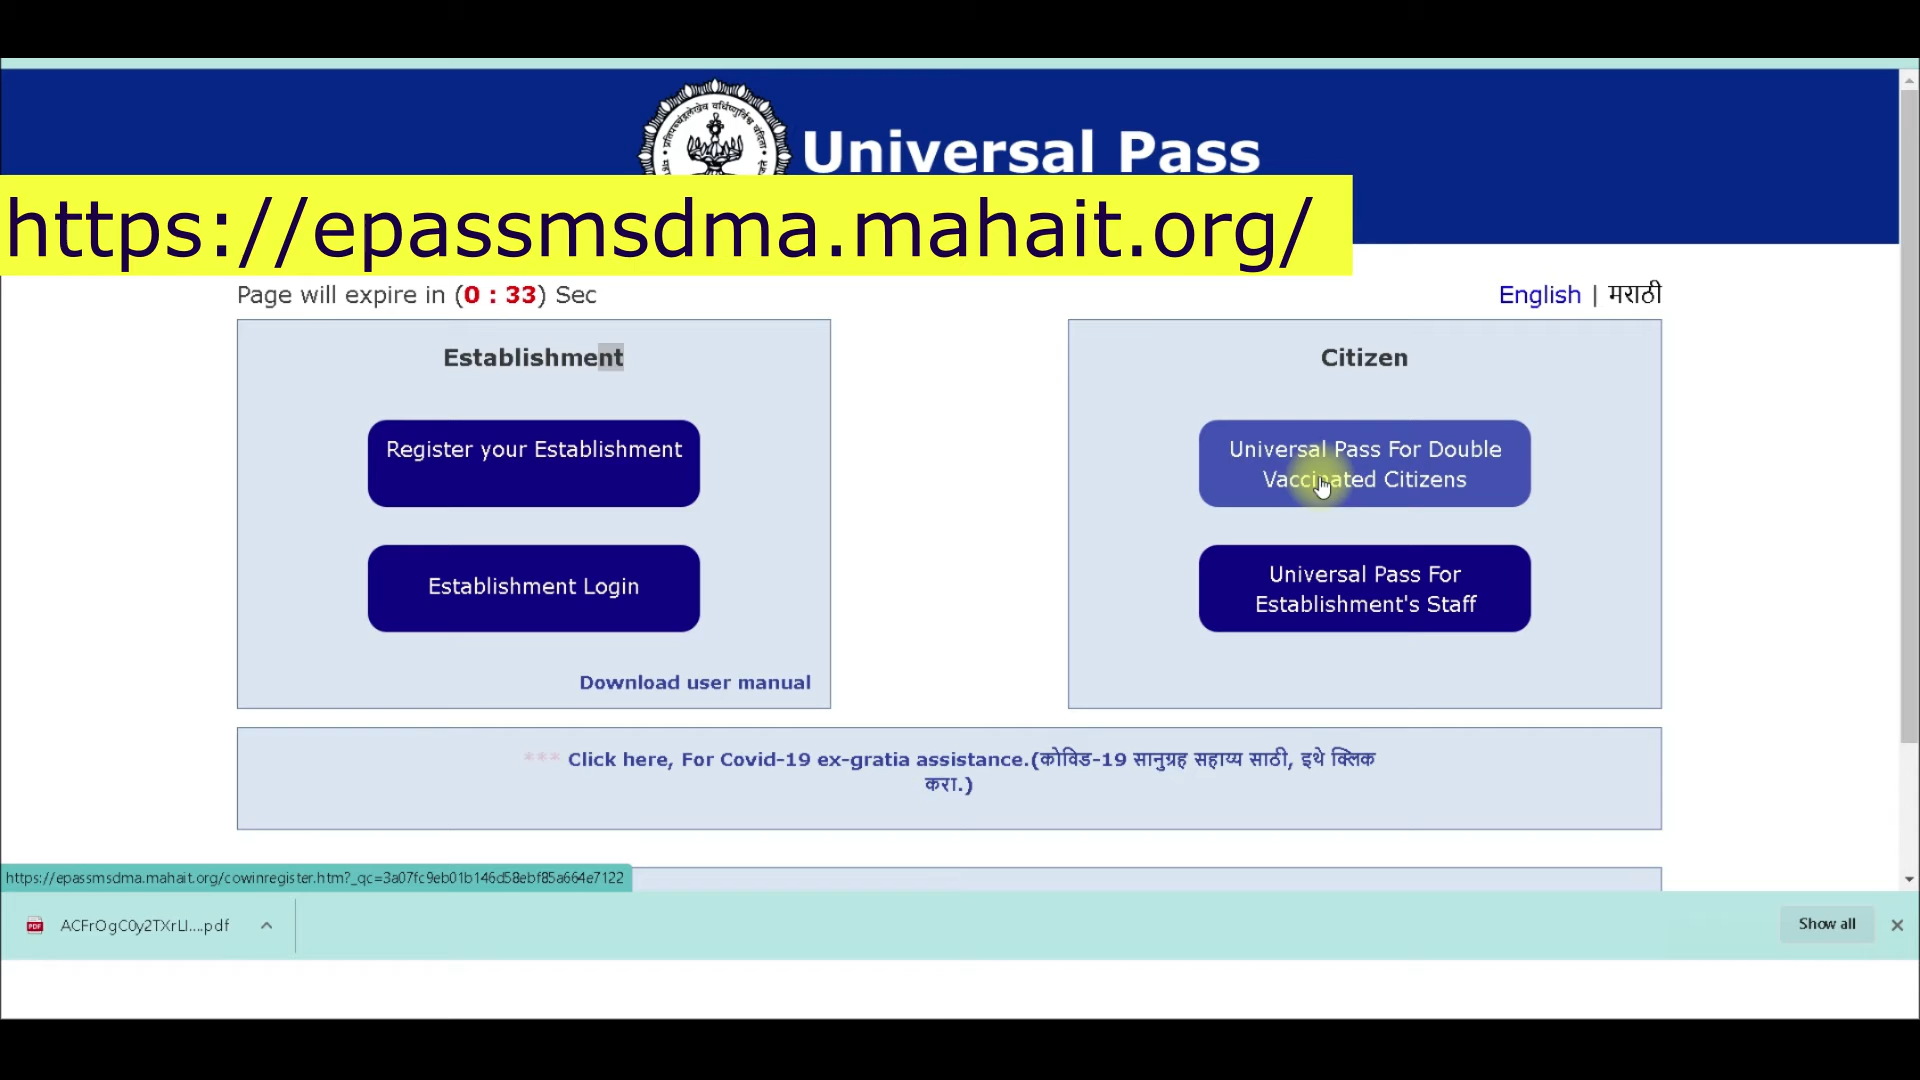 Universal Pass
https://epassmsdma.mahait.org/
Page will expire in (0 : 33) Sec
English | मराठी
Establishment
Citizen
Register your Establishment
Universal Pass For Double
Vaccinated Citizens
Establishment Login
Universal Pass For
Establishment's Staff
Download user manual
*** Click here, For Covid-19 ex-gratia assistance.(कोविड-19 सानुग्रह सहाय्य साठी, इथे क्लिक
करा.)
https://epassmsdma.mahait.org/cowinregister.htm?_qc=3a07fc9eb01b146d58ebf85a664e7122
ACFrOgC0y2TXrLI....pdf
Show all